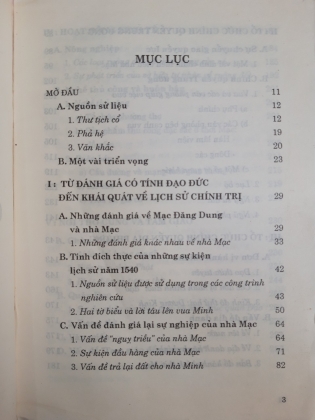 MỤC LỤC
MỞ ĐẦU 11
A. Nguồn sử liệu 12
1. Thư tịch cổ 12
2. Phả hệ 19
3. Văn khắc 20
B. Một vài triển vọng 23
I : TỪ ĐÁNH GIÁ CÓ TÍNH ĐẠO ĐỨC
ĐẾN KHÁI QUÁT VỀ LỊCH SỬ CHÍNH TRỊ 29
A. Những đánh giá về Mạc Đăng Dung
và nhà Mạc 29
1. Những đánh giá khác nhau về nhà Mạc 33
B. Tính đích thực của những sự kiện
lịch sử năm 1540 42
1. Nguồn sử liệu được sử dụng trong các công trình
nghiên cứu 43
2. Hai tờ biểu và lời tâu lên vua Minh 50
C. Vấn đề đánh giá lại sự nghiệp của nhà Mạc 64
1. Vấn đề "nguỵ triều" của nhà Mạc 64
2. Sự kiện đầu hàng của nhà Mạc 71
3. Vấn đề trả lại đất cho nhà Minh 82
3